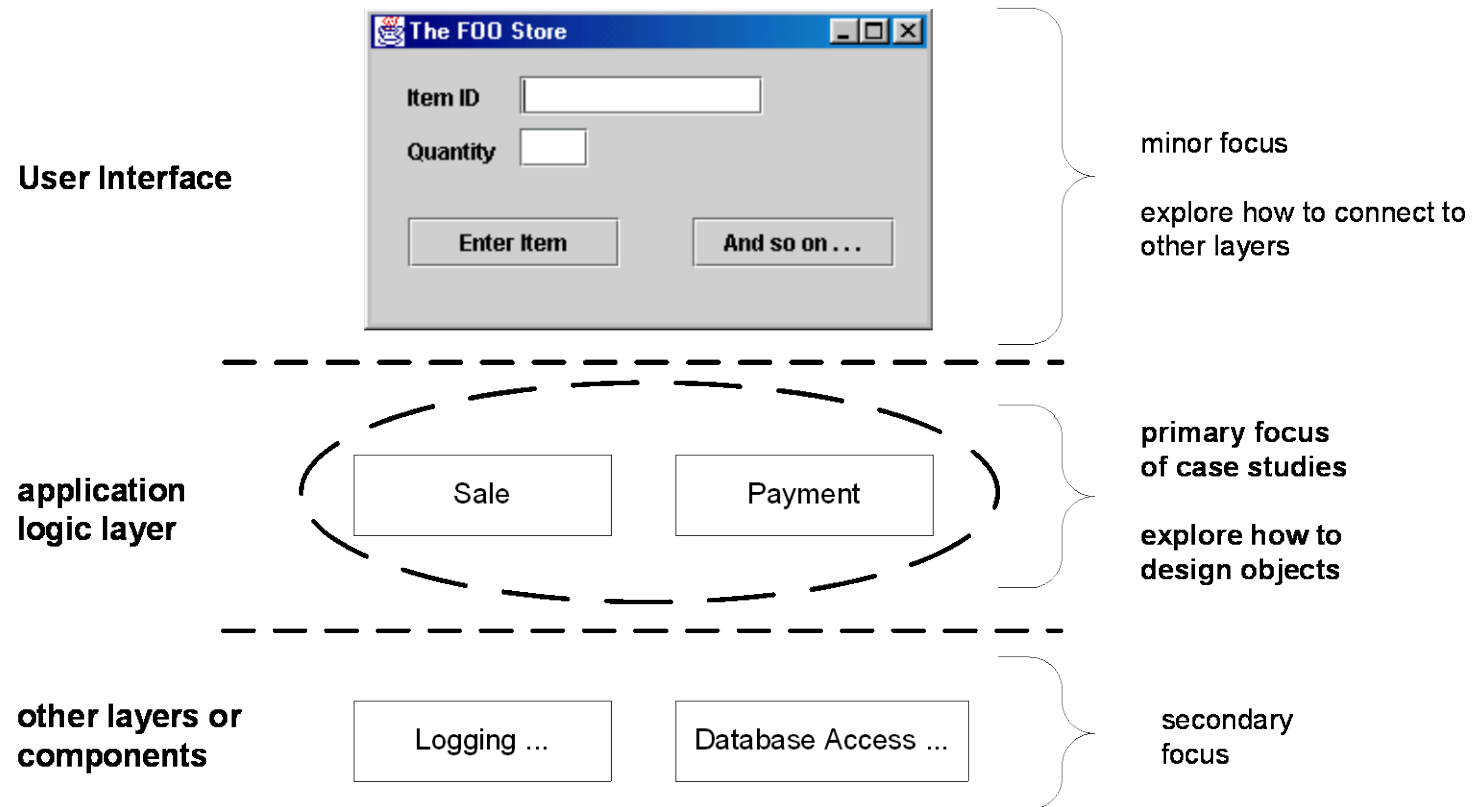 The FOO Store
Item ID
Quantity
Enter Item
And so on . . .
User Interface
minor focus
explore how to connect to
other layers
application
logic layer
Sale
Payment
primary focus
of case studies
explore how to
design objects
other layers or
components
Logging ...
Database Access ...
secondary
focus